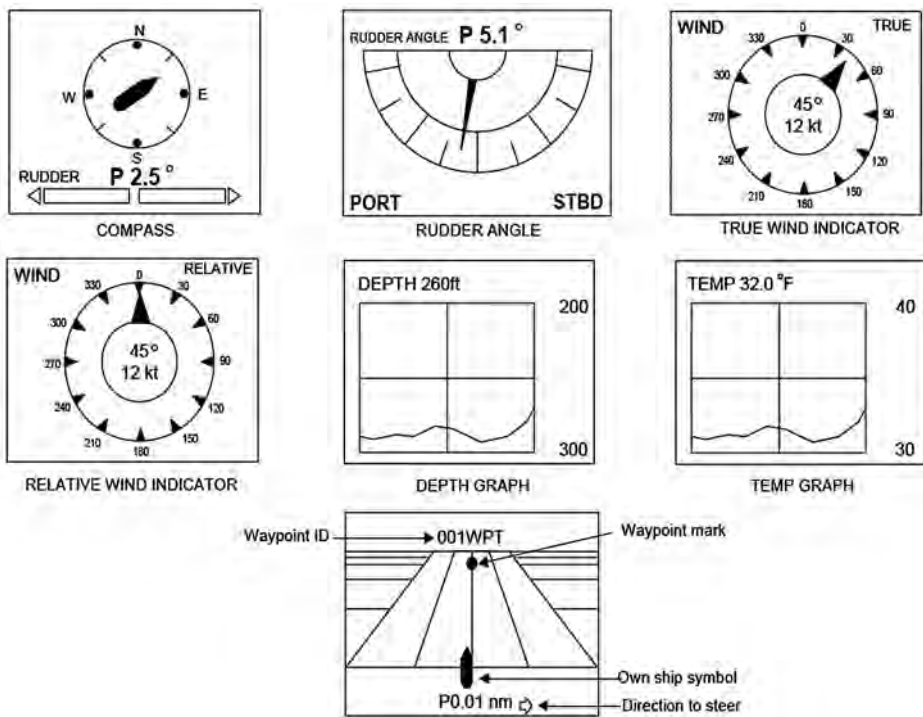 N
W
E
S
RUDDER P 2.5°
COMPASS
RUDDER ANGLE P 5.1°
PORT STBD
RUDDER ANGLE
WIND TRUE
0
30
60
90
120
150
180
210
240
270
300
330
45°
12 kt
TRUE WIND INDICATOR
WIND RELATIVE
0
30
60
90
120
150
180
210
240
270
300
330
45°
12 kt
RELATIVE WIND INDICATOR
DEPTH 260ft
200
300
DEPTH GRAPH
TEMP 32.0 °F
40
30
TEMP GRAPH
Waypoint ID
001WPT
Waypoint mark
Own ship symbol
P0.01 nm
Direction to steer